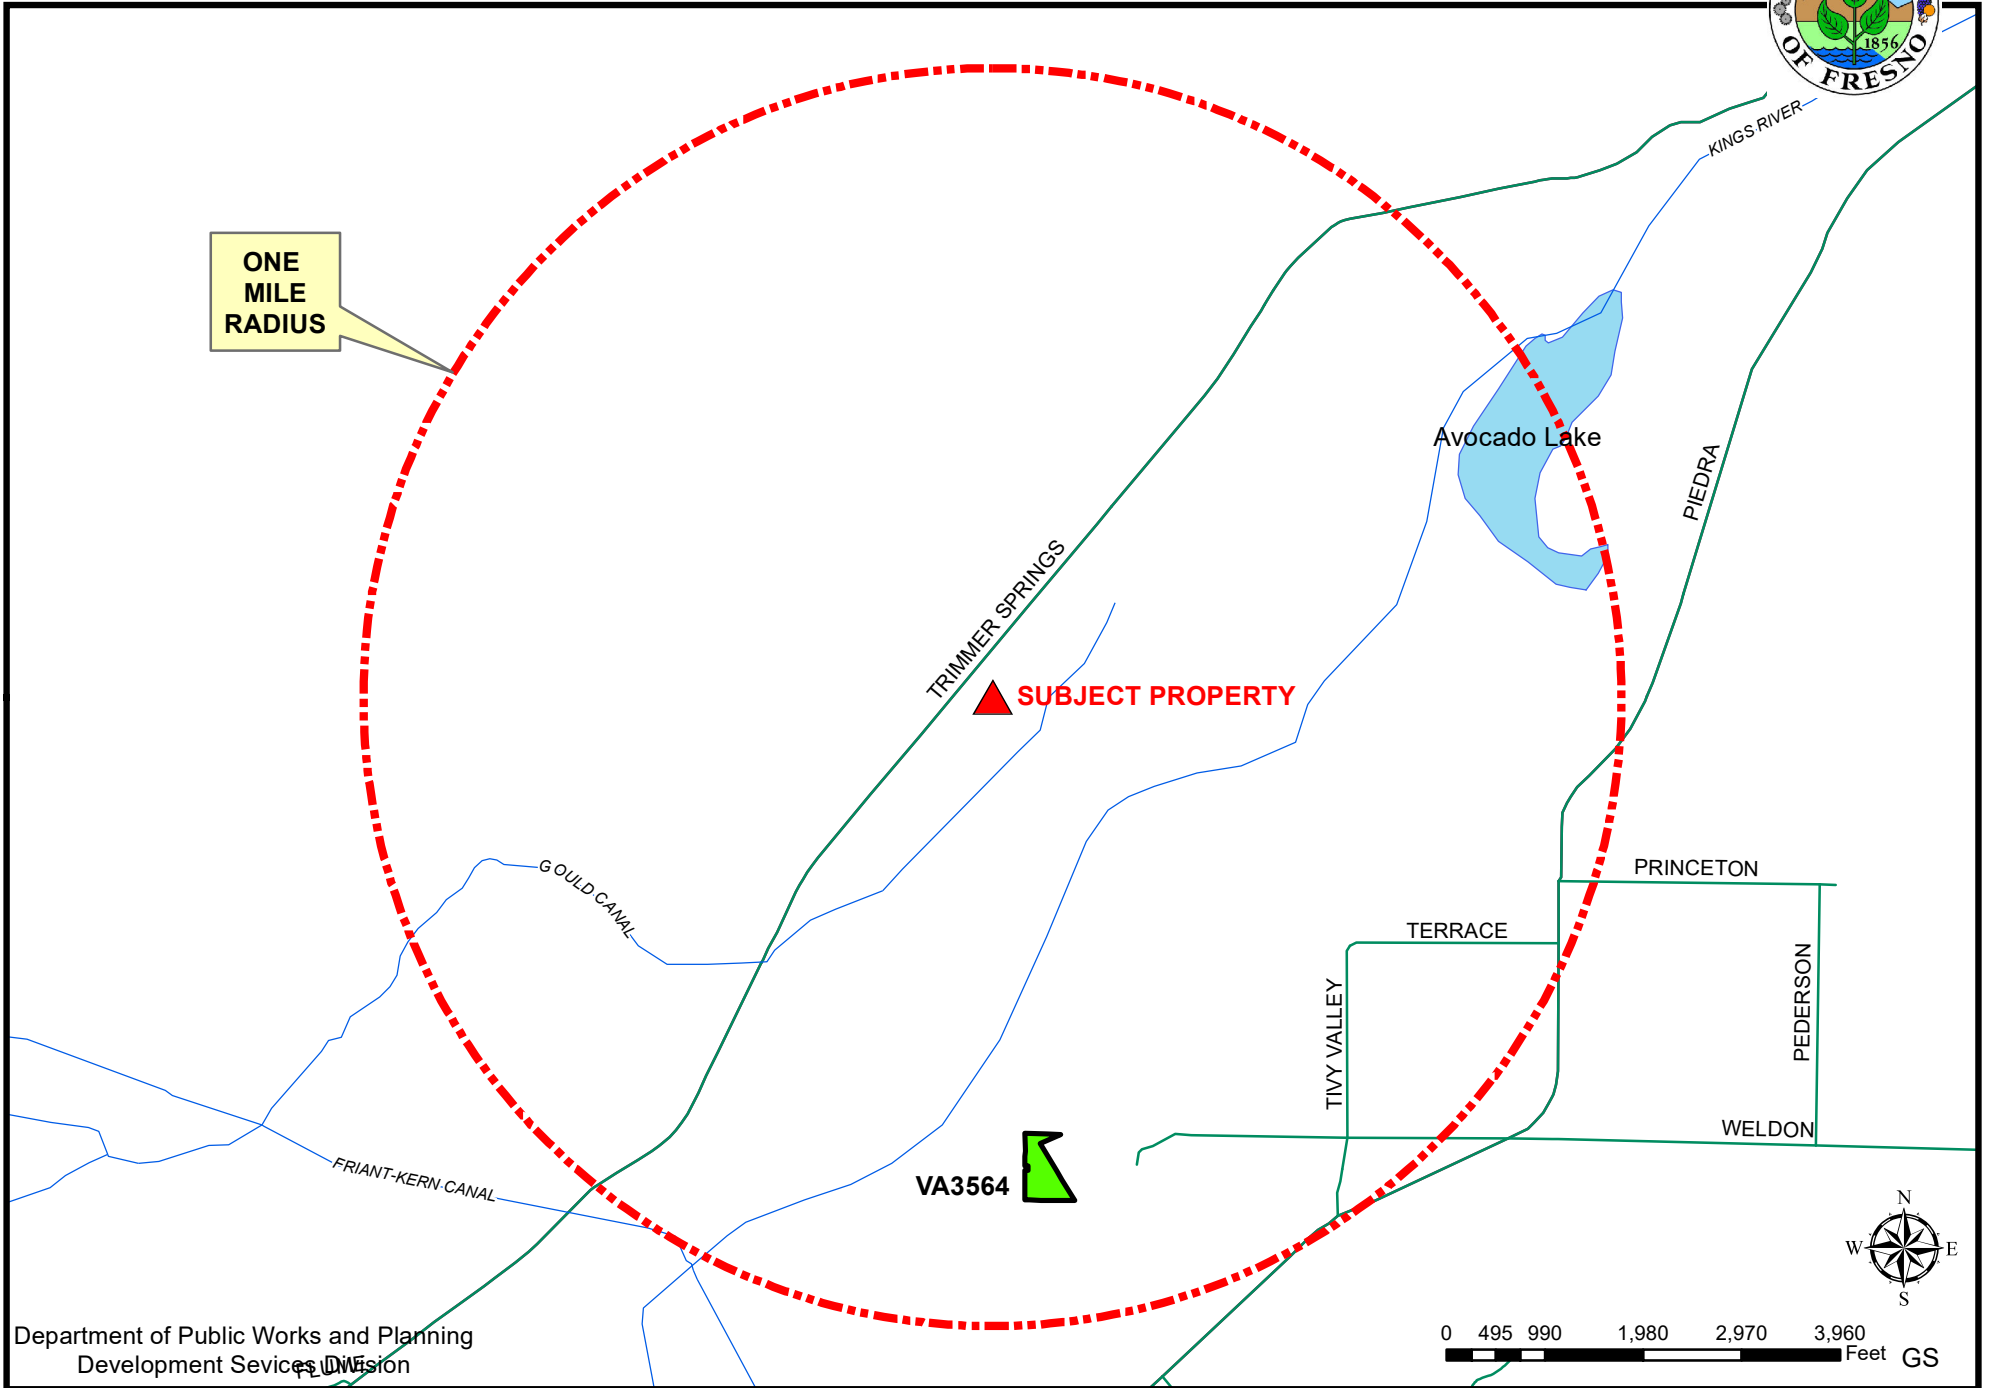 1856
OF FRESNO
KINGS RIVER
ONE
MILE
RADIUS
Avocado Lake
PIEDRA
TRIMMER SPRINGS
SUBJECT PROPERTY
GOULD CANAL
PRINCETON
TERRACE
PEDERSON
TIVY VALLEY
WELDON
FRIANT-KERN CANAL
VA3564
N
W E
S
Department of Public Works and Planning
Development Sevices Division
FLUME
0 495 990 1,980 2,970 3,960
Feet GS